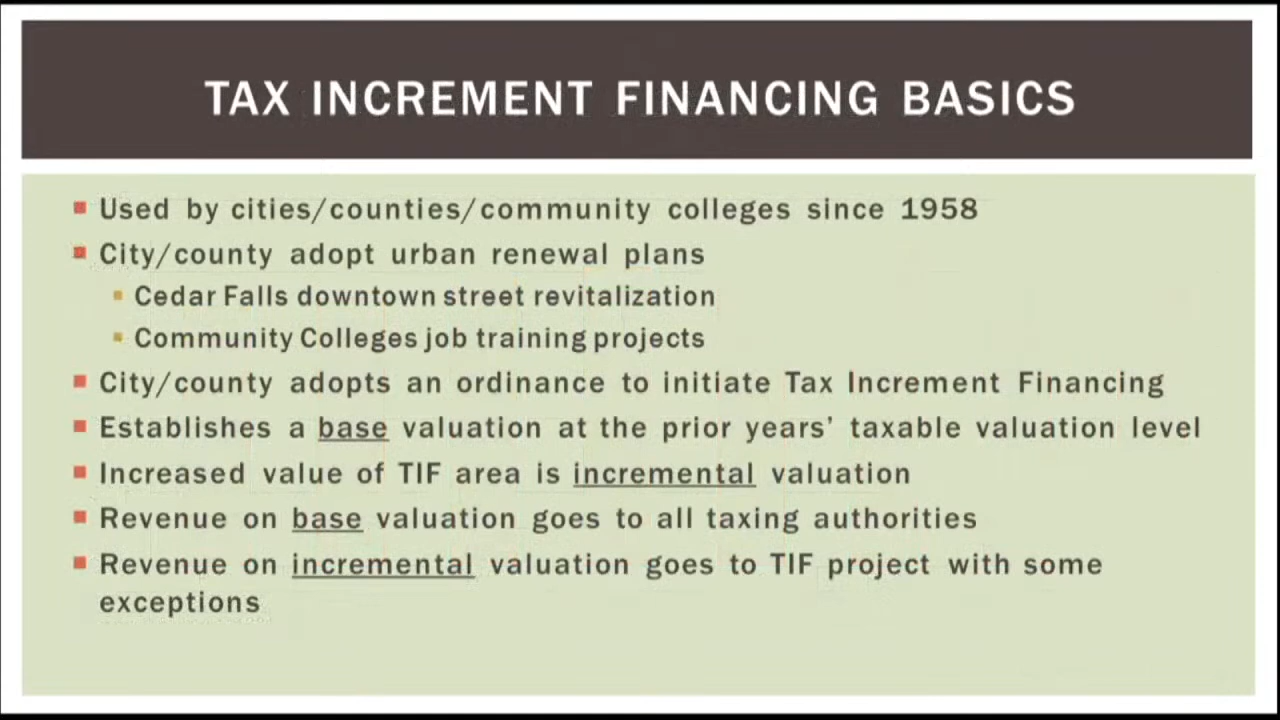 TAX INCREMENT FINANCING BASICS
Used by cities/counties/community colleges since 1958
City/county adopt urban renewal plans
Cedar Falls downtown street revitalization
Community Colleges job training projects
City/county adopts an ordinance to initiate Tax Increment Financing
Establishes a base valuation at the prior years’ taxable valuation level
Increased value of TIF area is incremental valuation
Revenue on base valuation goes to all taxing authorities
Revenue on incremental valuation goes to TIF project with some
exceptions